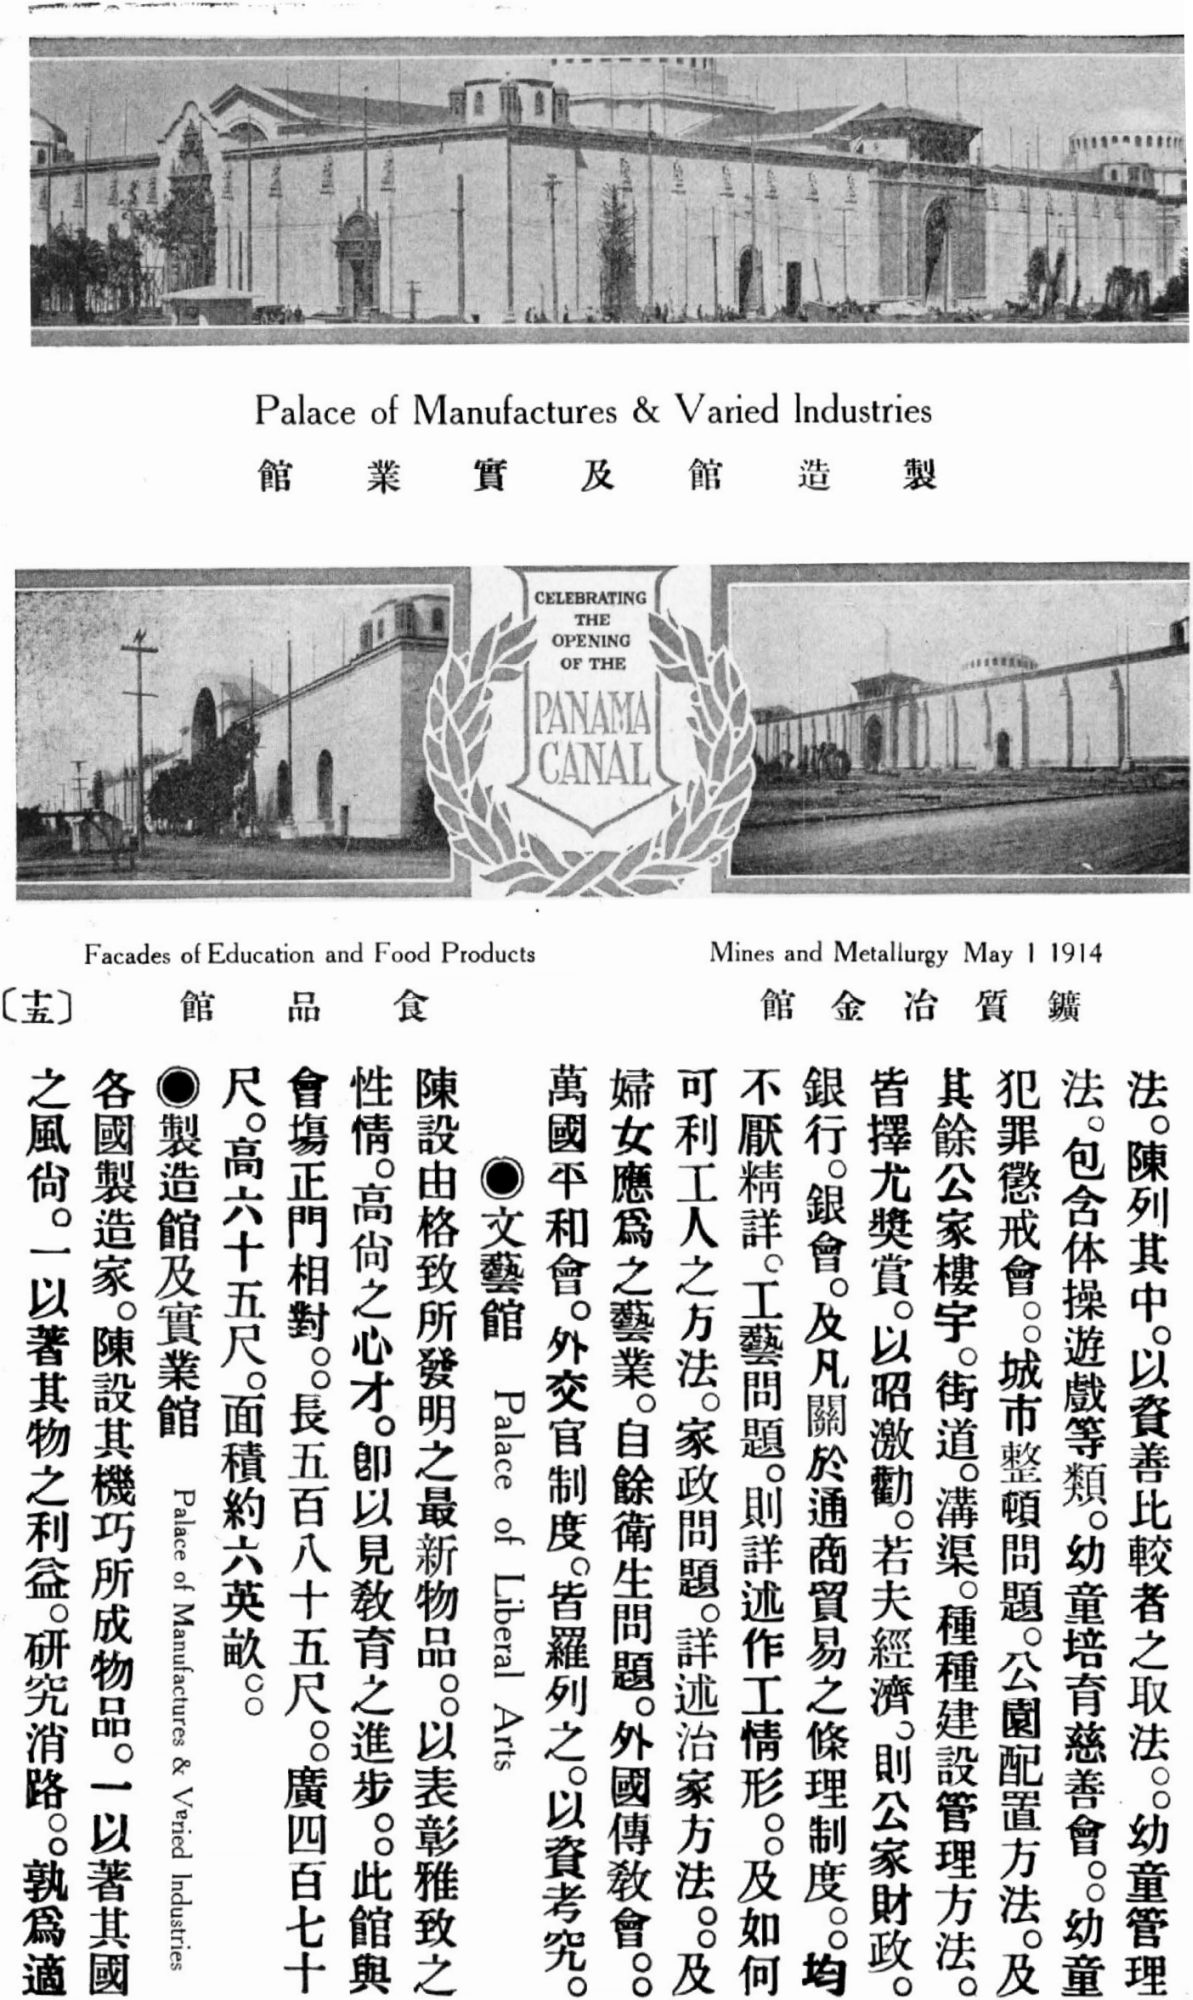 Palace of Manufactures & Varied Industries
製造館及實業館
CELEBRATING
THE
OPENING
OF THE
PANAMA
CANAL
Facades of Education and Food Products
Mines and Metallurgy May 1 1914
鑛質冶金館
食品館
〔十五〕
法。陳列其中。以資善比較者之取法。○幼童管理
法。包含体操遊戲等類。幼童培育慈善會。○幼童
犯罪懲戒會。○城市整頓問題。公園配置方法。及
其餘公家樓宇。街道。溝渠。種種建設管理方法。
皆擇尤獎賞。以昭激勸。若夫經濟。則公家財政。
銀行。銀會。及凡關於通商貿易之條理制度。○均
不厭精詳。工藝問題。則詳述作工情形。○及如何
可利工人之方法。家政問題。詳述治家方法。○及
婦女應爲之藝業。自餘衛生問題。外國傳教會。○
萬國平和會。外交官制度。皆羅列之。以資考究。
◉文藝館 Palace of Liberal Arts
陳設由格致所發明之最新物品。○以表彰雅致之
性情。高尙之心才。卽以見敎育之進步。○此館與
會塲正門相對。○長五百八十五尺。○廣四百七十
尺。高六十五尺。面積約六英畝。○
◉製造館及實業館 Palace of Manufactures & Varied Industries
各國製造家。陳設其機巧所成物品。一以著其國
之風尙。一以著其物之利益。研究消路。○孰爲適